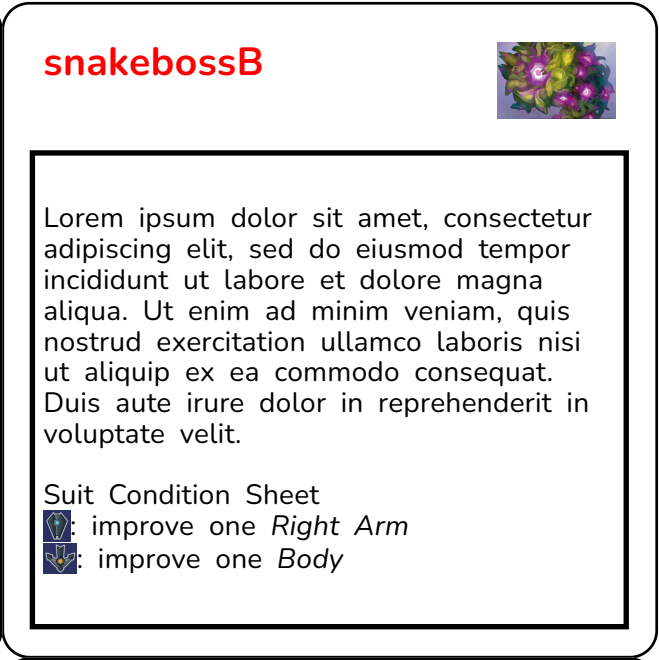 snakebossB
Lorem ipsum dolor sit amet, consectetur
adipiscing elit, sed do eiusmod tempor
incididunt ut labore et dolore magna
aliqua. Ut enim ad minim veniam, quis
nostrud exercitation ullamco laboris nisi
ut aliquip ex ea commodo consequat.
Duis aute irure dolor in reprehenderit in
voluptate velit.
Suit Condition Sheet
: improve one Right Arm
: improve one Body